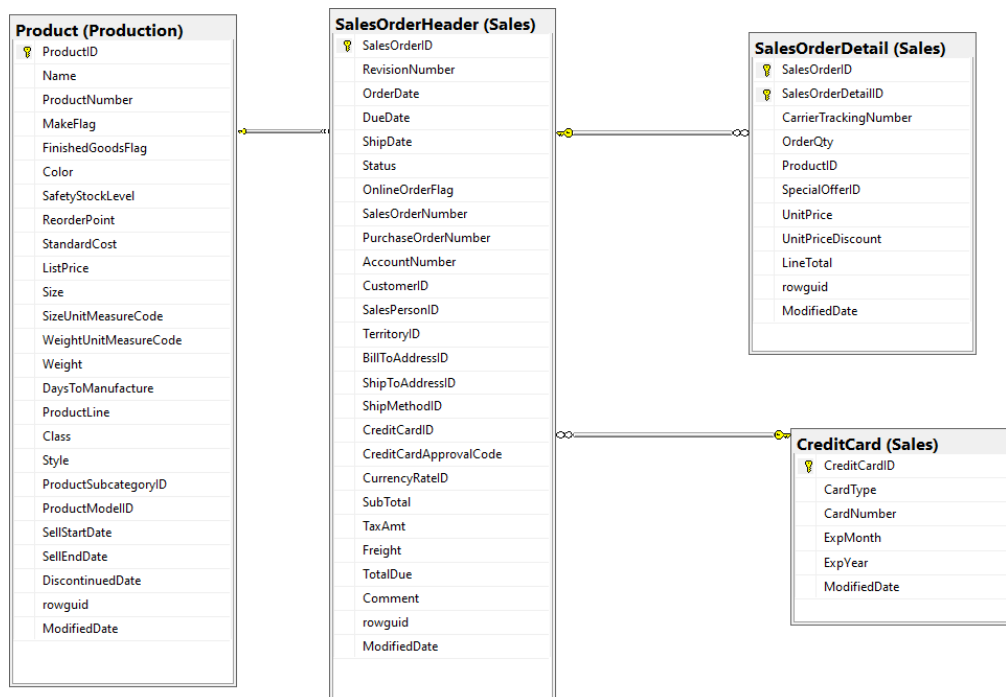 Product (Production)
ProductID
Name
ProductNumber
MakeFlag
FinishedGoodsFlag
Color
SafetyStockLevel
ReorderPoint
StandardCost
ListPrice
Size
SizeUnitMeasureCode
WeightUnitMeasureCode
Weight
DaysToManufacture
ProductLine
Class
Style
ProductSubcategoryID
ProductModelID
SellStartDate
SellEndDate
DiscontinuedDate
rowguid
ModifiedDate
SalesOrderHeader (Sales)
SalesOrderID
RevisionNumber
OrderDate
DueDate
ShipDate
Status
OnlineOrderFlag
SalesOrderNumber
PurchaseOrderNumber
AccountNumber
CustomerID
SalesPersonID
TerritoryID
BillToAddressID
ShipToAddressID
ShipMethodID
CreditCardID
CreditCardApprovalCode
CurrencyRateID
SubTotal
TaxAmt
Freight
TotalDue
Comment
rowguid
ModifiedDate
SalesOrderDetail (Sales)
SalesOrderID
SalesOrderDetailID
CarrierTrackingNumber
OrderQty
ProductID
SpecialOfferID
UnitPrice
UnitPriceDiscount
LineTotal
rowguid
ModifiedDate
CreditCard (Sales)
CreditCardID
CardType
CardNumber
ExpMonth
ExpYear
ModifiedDate